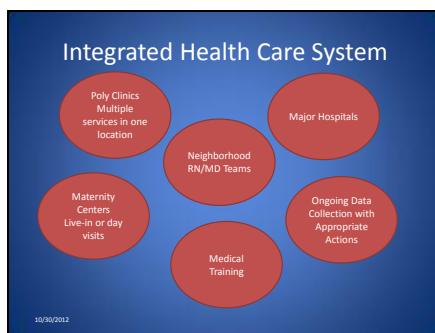 Integrated Health Care System
Poly Clinics
Multiple
services in one
location
Major Hospitals
Neighborhood
RN/MD Teams
Maternity
Centers
Live-in or day
visits
Ongoing Data
Collection with
Appropriate
Actions
Medical
Training
10/30/2012